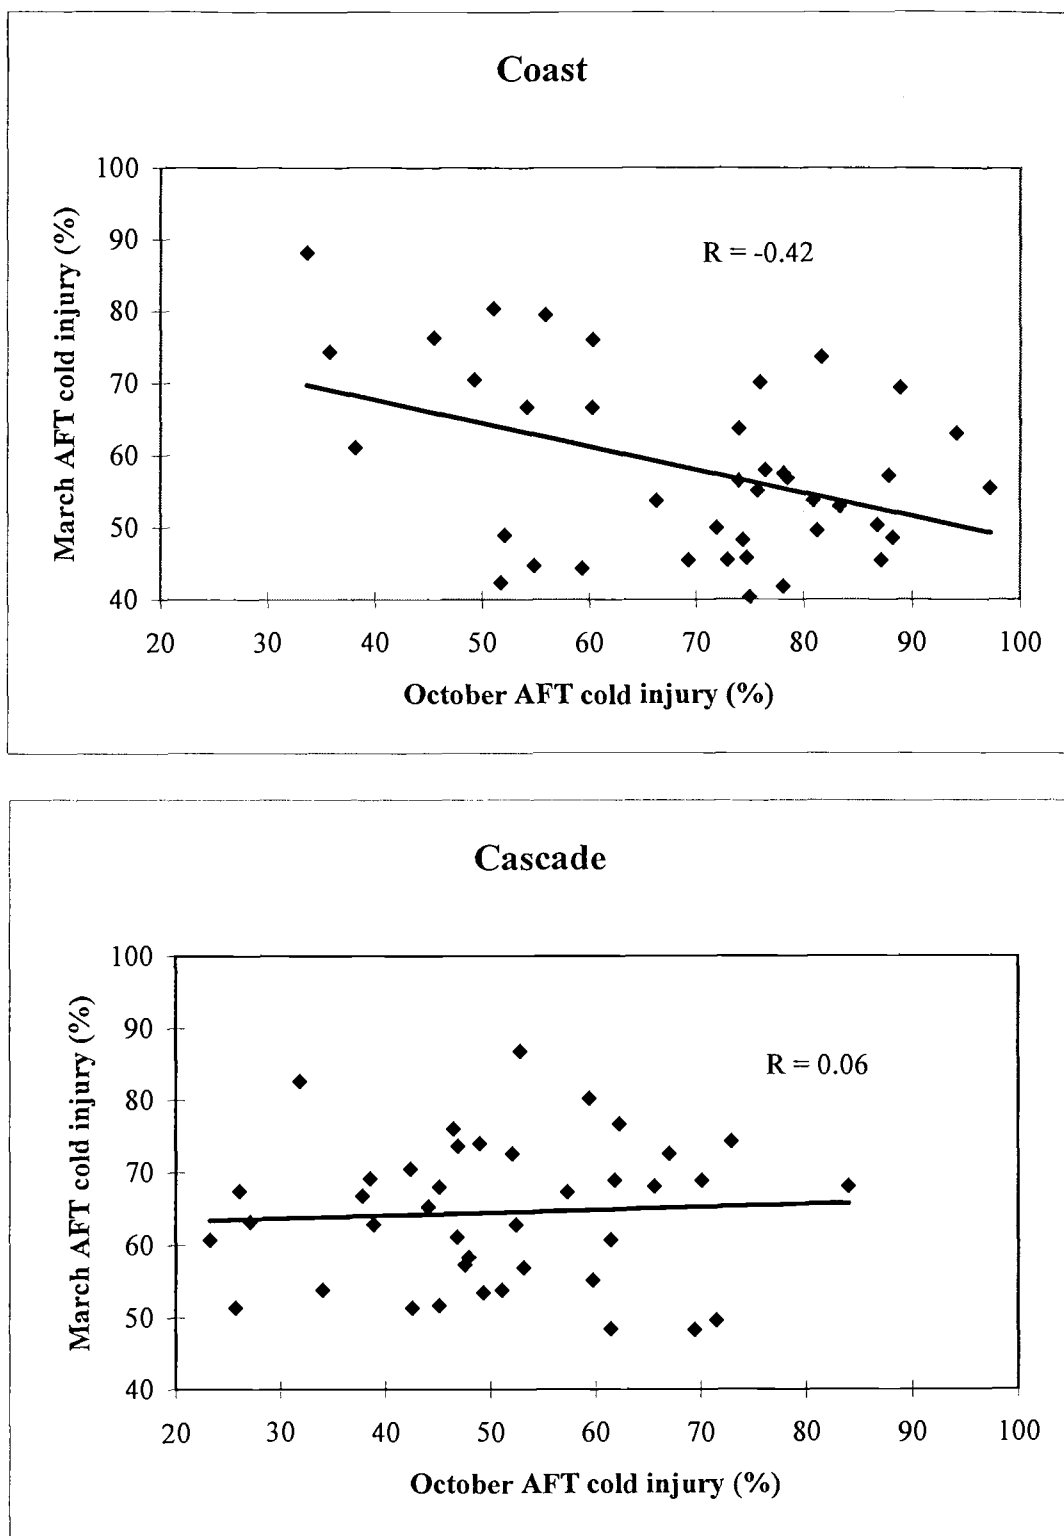 Coast
100
90
80
70
60
50
40
March AFT cold injury (%)
R = -0.42
20 30 40 50 60 70 80 90 100
October AFT cold injury (%)
Cascade
100
90
80
70
60
50
40
March AFT cold injury (%)
R = 0.06
20 30 40 50 60 70 80 90 100
October AFT cold injury (%)